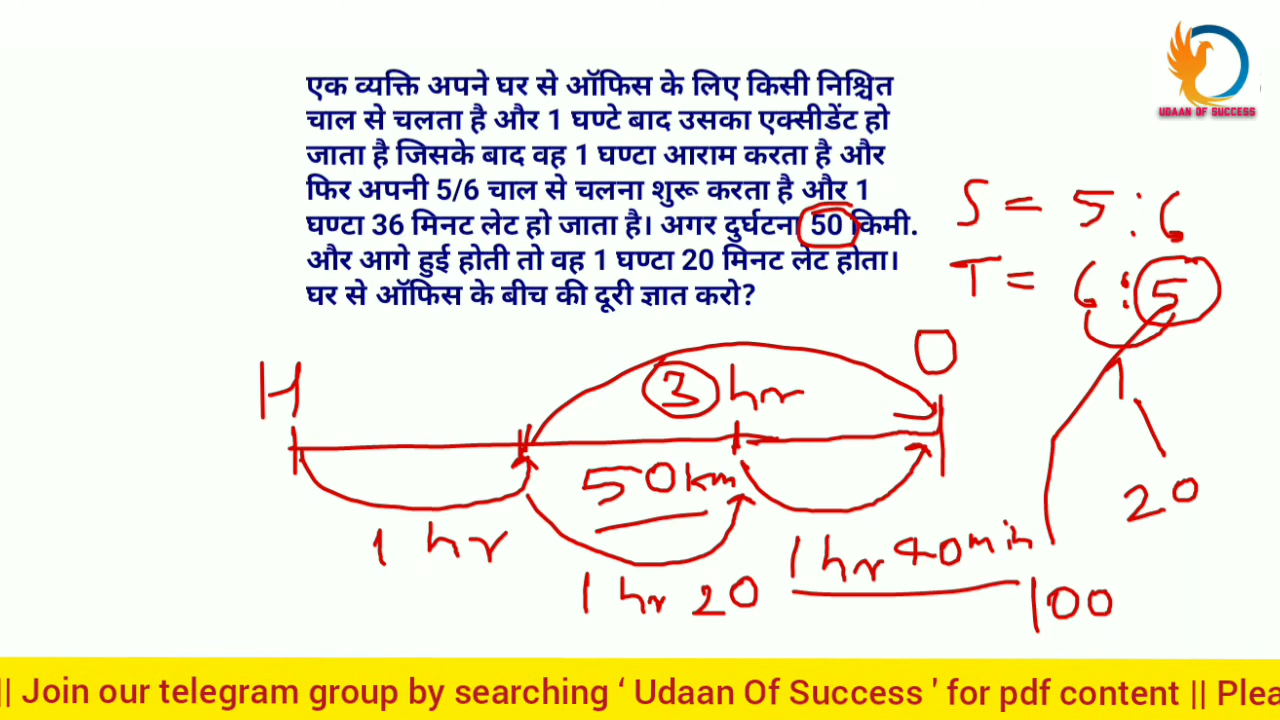 UDAAN OF SUCCESS
एक व्यक्ति अपने घर से ऑफिस के लिए किसी निश्चित
चाल से चलता है और 1 घण्टे बाद उसका एक्सीडेंट हो
जाता है जिसके बाद वह 1 घण्टा आराम करता है और
फिर अपनी 5/6 चाल से चलना शुरू करता है और 1
घण्टा 36 मिनट लेट हो जाता है। अगर दुर्घटना 50 किमी.
और आगे हुई होती तो वह 1 घण्टा 20 मिनट लेट होता।
घर से ऑफिस के बीच की दूरी ज्ञात करो?
S = 5 : 6
T = 6 : 5
1
20
100
H
3 hr
O
50 km
1 hr
1 hr 20
1 hr 40 min
|| Join our telegram group by searching ‘ Udaan Of Success ' for pdf content || Plea